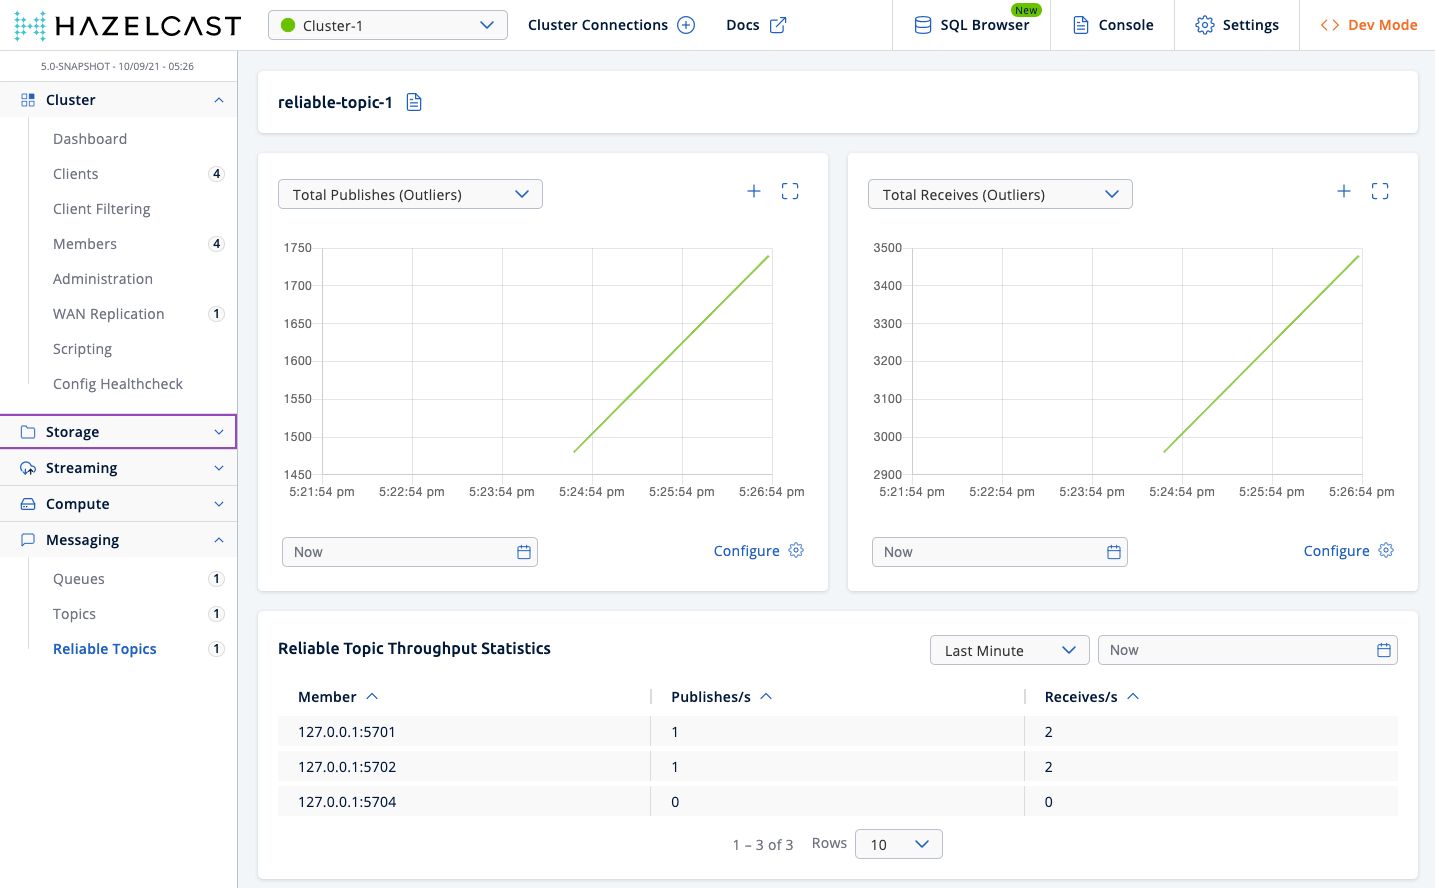 HAZELCAST
Cluster-1
Cluster Connections
Docs
SQL Browser
New
Console
Settings
Dev Mode
5.0-SNAPSHOT - 10/09/21 - 05:26
Cluster
Dashboard
Clients 4
Client Filtering
Members 4
Administration
WAN Replication 1
Scripting
Config Healthcheck
Storage
Streaming
Compute
Messaging
Queues 1
Topics 1
Reliable Topics 1
reliable-topic-1
Total Publishes (Outliers)
1750
1700
1650
1600
1550
1500
1450
5:21:54 pm 5:22:54 pm 5:23:54 pm 5:24:54 pm 5:25:54 pm 5:26:54 pm
Now
Configure
Total Receives (Outliers)
3500
3400
3300
3200
3100
3000
2900
5:21:54 pm 5:22:54 pm 5:23:54 pm 5:24:54 pm 5:25:54 pm 5:26:54 pm
Now
Configure
Reliable Topic Throughput Statistics
Last Minute
Now
Member Publishes/s Receives/s
127.0.0.1:5701 1 2
127.0.0.1:5702 1 2
127.0.0.1:5704 0 0
1 – 3 of 3 Rows 10